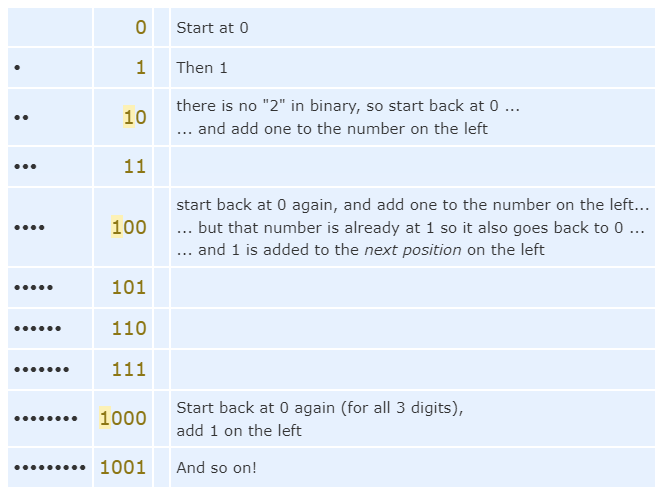 0 Start at 0
• 1 Then 1
•• 10 there is no "2" in binary, so start back at 0 ...
... and add one to the number on the left
••• 11
•••• 100 start back at 0 again, and add one to the number on the left...
... but that number is already at 1 so it also goes back to 0 ...
... and 1 is added to the next position on the left
••••• 101
•••••• 110
••••••• 111
•••••••• 1000 Start back at 0 again (for all 3 digits),
add 1 on the left
••••••••• 1001 And so on!